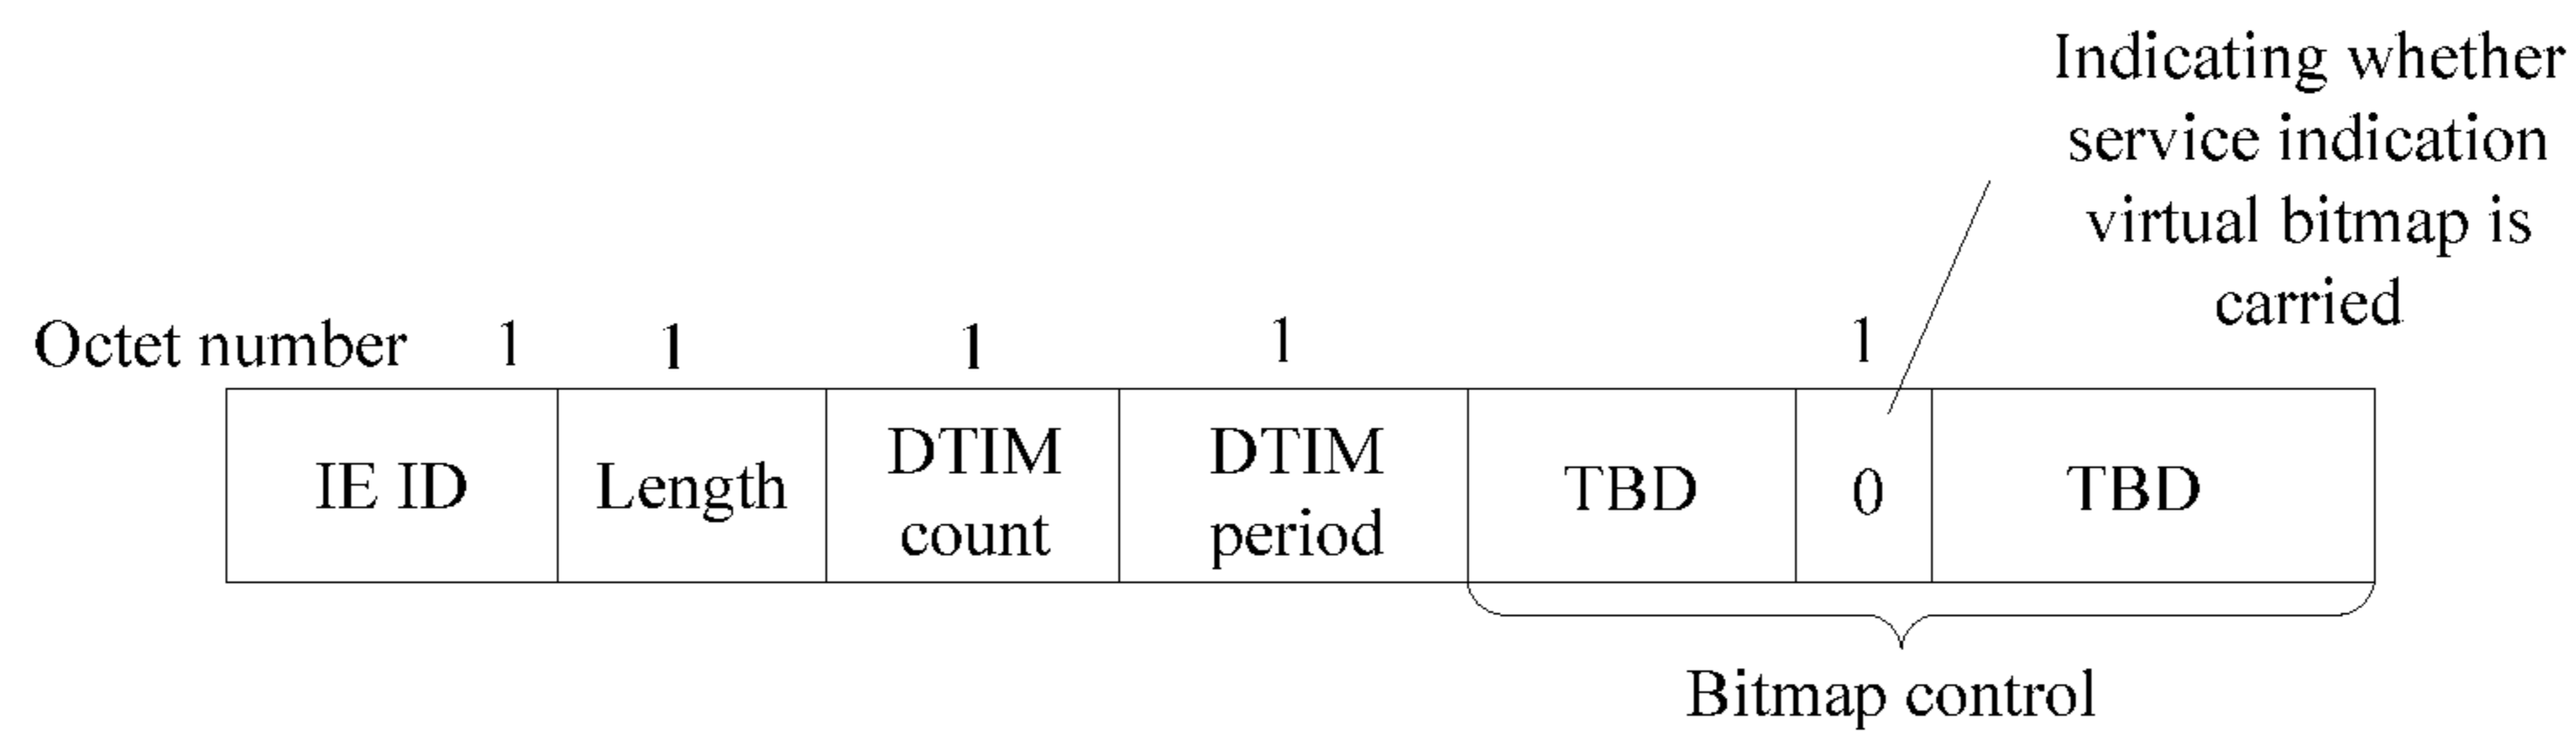 Indicating whether
service indication
virtual bitmap is
carried
Octet number 1 1 1 1 1
IE ID Length DTIM count DTIM period TBD 0 TBD
Bitmap control